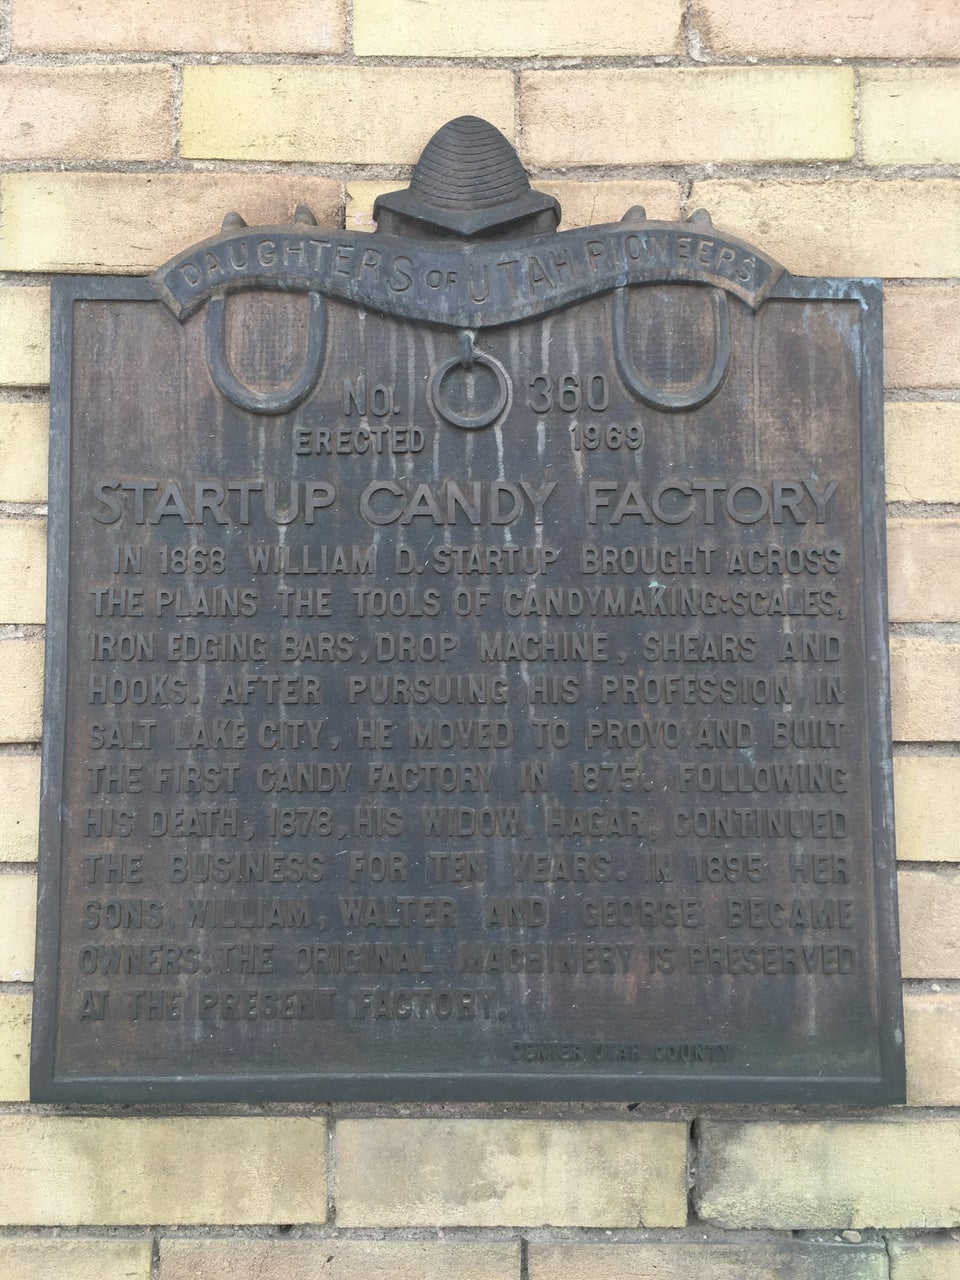 DAUGHTERS OF UTAH PIONEERS
No. 360
ERECTED 1969
STARTUP CANDY FACTORY
IN 1868 WILLIAM D. STARTUP BROUGHT ACROSS
THE PLAINS THE TOOLS OF CANDYMAKING: SCALES,
IRON EDGING BARS, DROP MACHINE, SHEARS AND
HOOKS. AFTER PURSUING HIS PROFESSION IN
SALT LAKE CITY, HE MOVED TO PROVO AND BUILT
THE FIRST CANDY FACTORY IN 1875. FOLLOWING
HIS DEATH, 1878, HIS WIDOW, HAGAR, CONTINUED
THE BUSINESS FOR TEN YEARS. IN 1895 HER
SONS WILLIAM, WALTER AND GEORGE BECAME
OWNERS. THE ORIGINAL MACHINERY IS PRESERVED
AT THE PRESENT FACTORY.
CENTER UTAH COUNTY